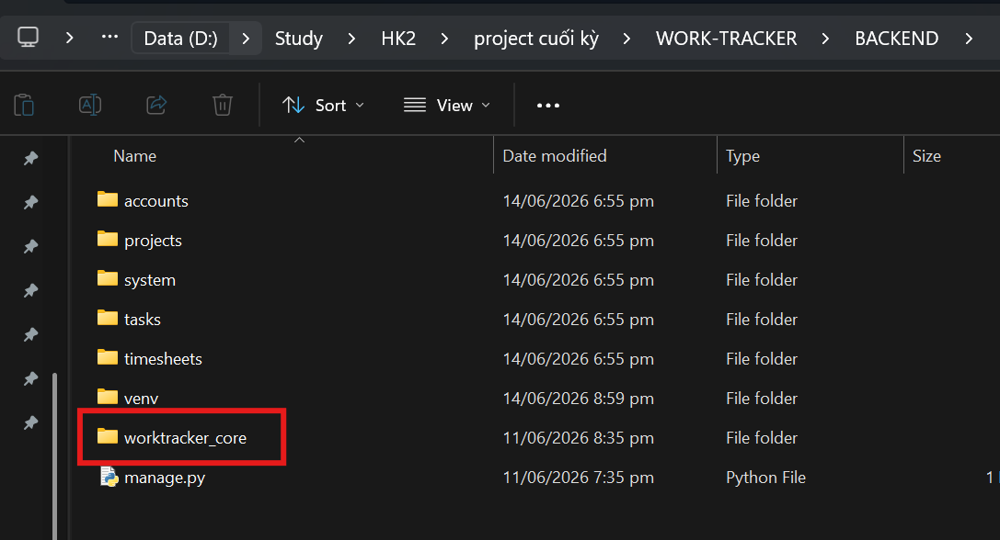 Data (D:) Study HK2 project cuối kỳ WORK-TRACKER BACKEND
Sort View
Name Date modified Type Size
accounts 14/06/2026 6:55 pm File folder
projects 14/06/2026 6:55 pm File folder
system 14/06/2026 6:55 pm File folder
tasks 14/06/2026 6:55 pm File folder
timesheets 14/06/2026 6:55 pm File folder
venv 14/06/2026 8:59 pm File folder
worktracker_core 11/06/2026 8:35 pm File folder
manage.py 11/06/2026 7:35 pm Python File 1